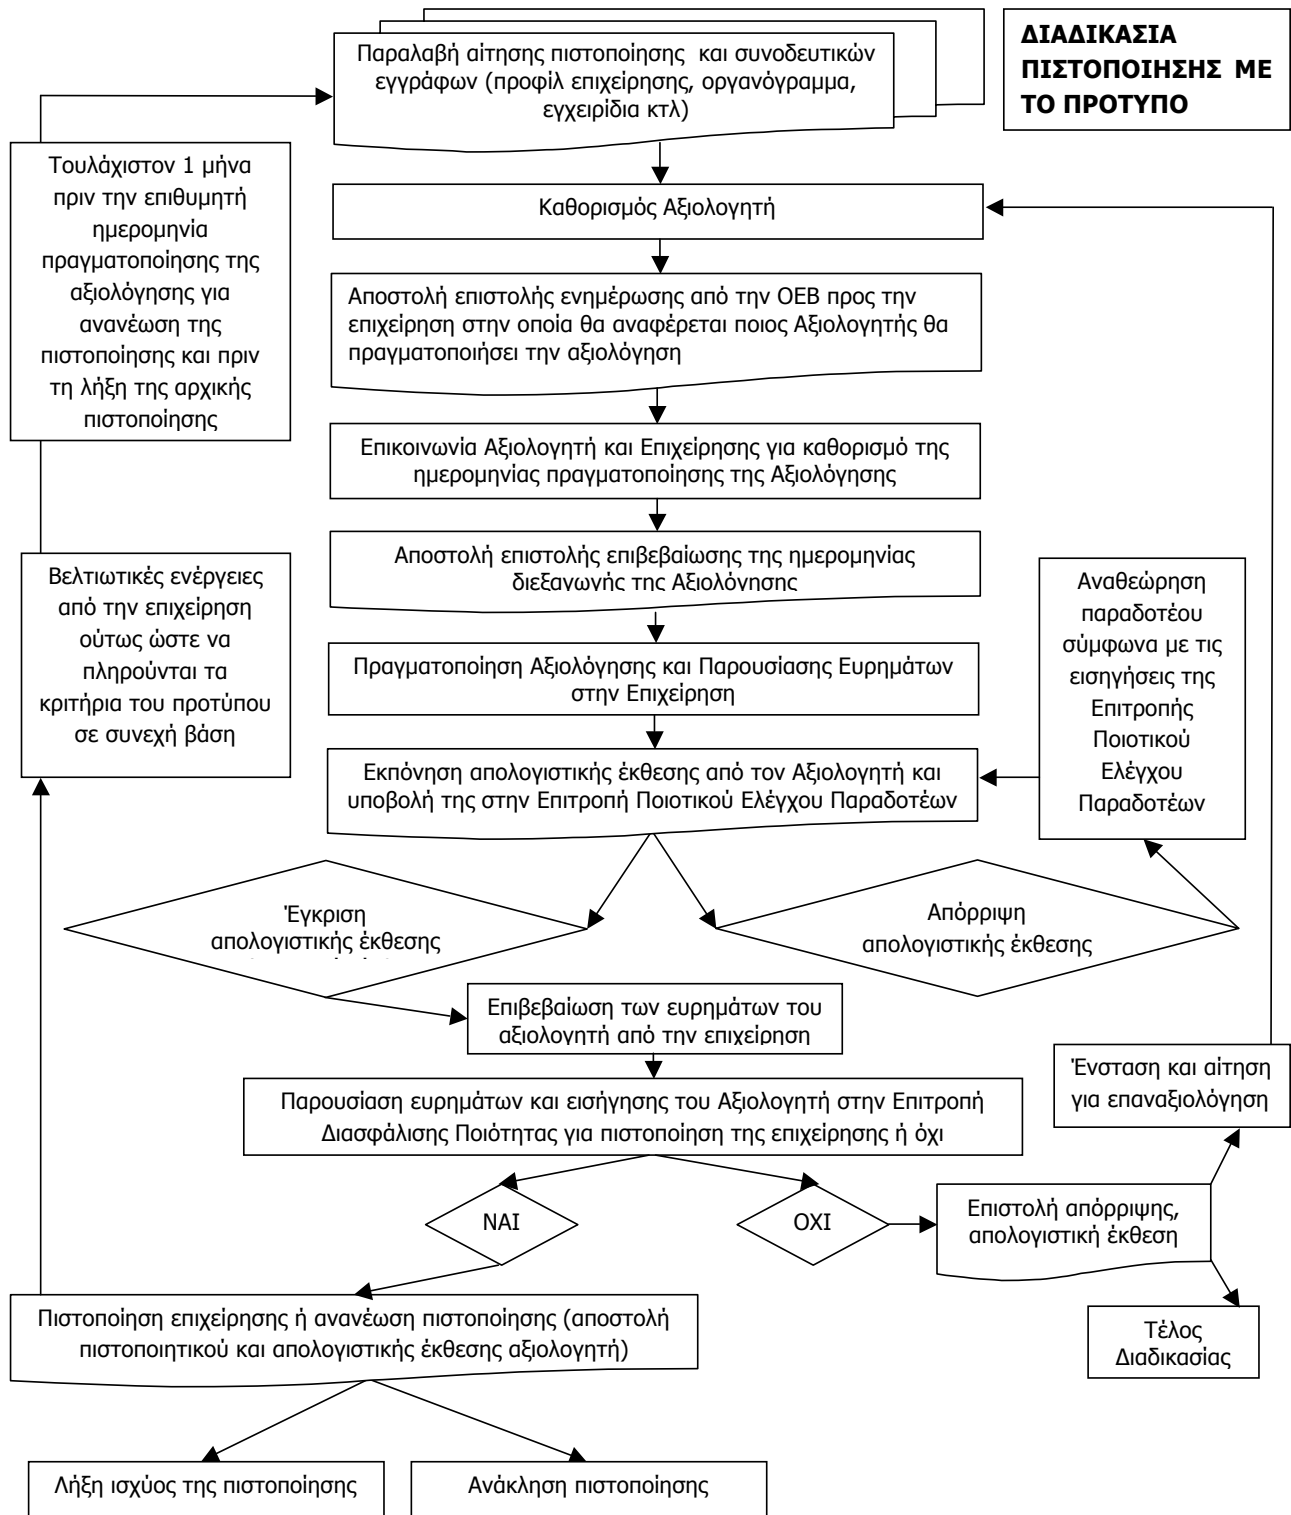 Παραλαβή αίτησης πιστοποίησης και συνοδευτικών
εγγράφων (προφίλ επιχείρησης, οργανόγραμμα,
εγχειρίδια κτλ)
ΔΙΑΔΙΚΑΣΙΑ
ΠΙΣΤΟΠΟΙΗΣΗΣ ΜΕ
ΤΟ ΠΡΟΤΥΠΟ
Τουλάχιστον 1 μήνα
πριν την επιθυμητή
ημερομηνία
πραγματοποίησης της
αξιολόγησης για
ανανέωση της
πιστοποίησης και πριν
τη λήξη της αρχικής
πιστοποίησης
Καθορισμός Αξιολογητή
Αποστολή επιστολής ενημέρωσης από την ΟΕΒ προς την
επιχείρηση στην οποία θα αναφέρεται ποιος Αξιολογητής θα
πραγματοποιήσει την αξιολόγηση
Επικοινωνία Αξιολογητή και Επιχείρησης για καθορισμό της
ημερομηνίας πραγματοποίησης της Αξιολόγησης
Αποστολή επιστολής επιβεβαίωσης της ημερομηνίας
διεξαγωγής της Αξιολόγησης
Βελτιωτικές ενέργειες
από την επιχείρηση
ούτως ώστε να
πληρούνται τα
κριτήρια του προτύπου
σε συνεχή βάση
Αναθεώρηση
παραδοτέου
σύμφωνα με τις
εισηγήσεις της
Επιτροπής
Ποιοτικού
Ελέγχου
Παραδοτέων
Πραγματοποίηση Αξιολόγησης και Παρουσίασης Ευρημάτων
στην Επιχείρηση
Εκπόνηση απολογιστικής έκθεσης από τον Αξιολογητή και
υποβολή της στην Επιτροπή Ποιοτικού Ελέγχου Παραδοτέων
Έγκριση
απολογιστικής έκθεσης
Απόρριψη
απολογιστικής έκθεσης
Επιβεβαίωση των ευρημάτων του
αξιολογητή από την επιχείρηση
Ένσταση και αίτηση
για επαναξιολόγηση
Παρουσίαση ευρημάτων και εισήγησης του Αξιολογητή στην Επιτροπή
Διασφάλισης Ποιότητας για πιστοποίηση της επιχείρησης ή όχι
ΝΑΙ
ΟΧΙ
Επιστολή απόρριψης,
απολογιστική έκθεση
Πιστοποίηση επιχείρησης ή ανανέωση πιστοποίησης (αποστολή
πιστοποιητικού και απολογιστικής έκθεσης αξιολογητή)
Τέλος
Διαδικασίας
Λήξη ισχύος της πιστοποίησης
Ανάκληση πιστοποίησης